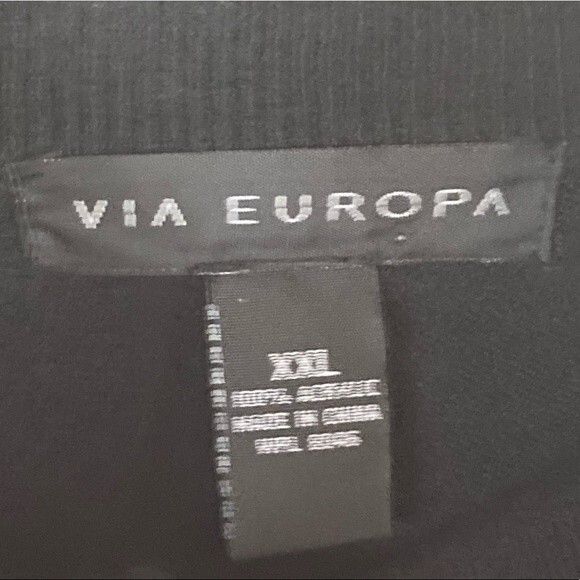 VIA EUROPA
XXL
100% ACRYLIC
MADE IN CHINA